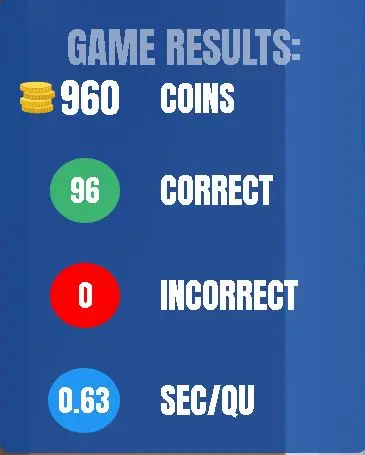 GAME RESULTS:
960 COINS
96 CORRECT
0 INCORRECT
0.63 SEC/QU